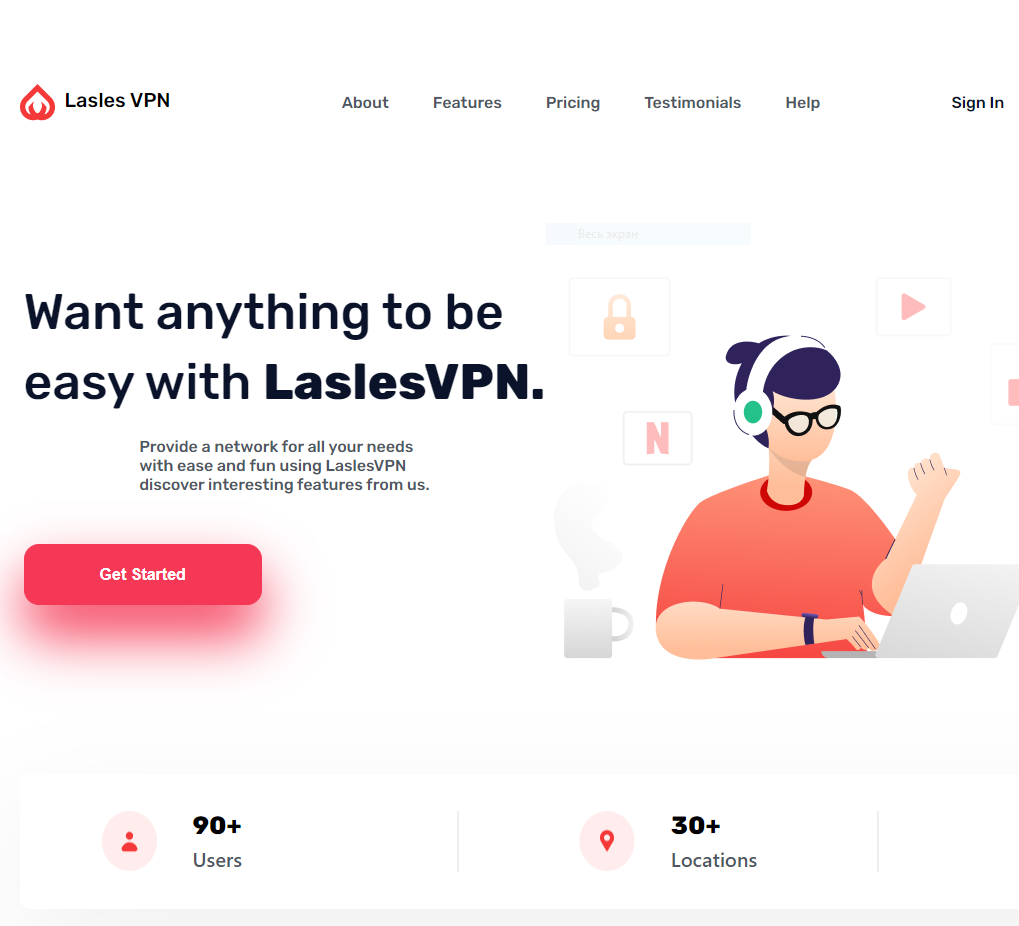 Lasles VPN
About Features Pricing Testimonials Help Sign In
Весь экран
Want anything to be
easy with LaslesVPN.
N
Provide a network for all your needs
with ease and fun using LaslesVPN
discover interesting features from us.
Get Started
90+
Users
30+
Locations